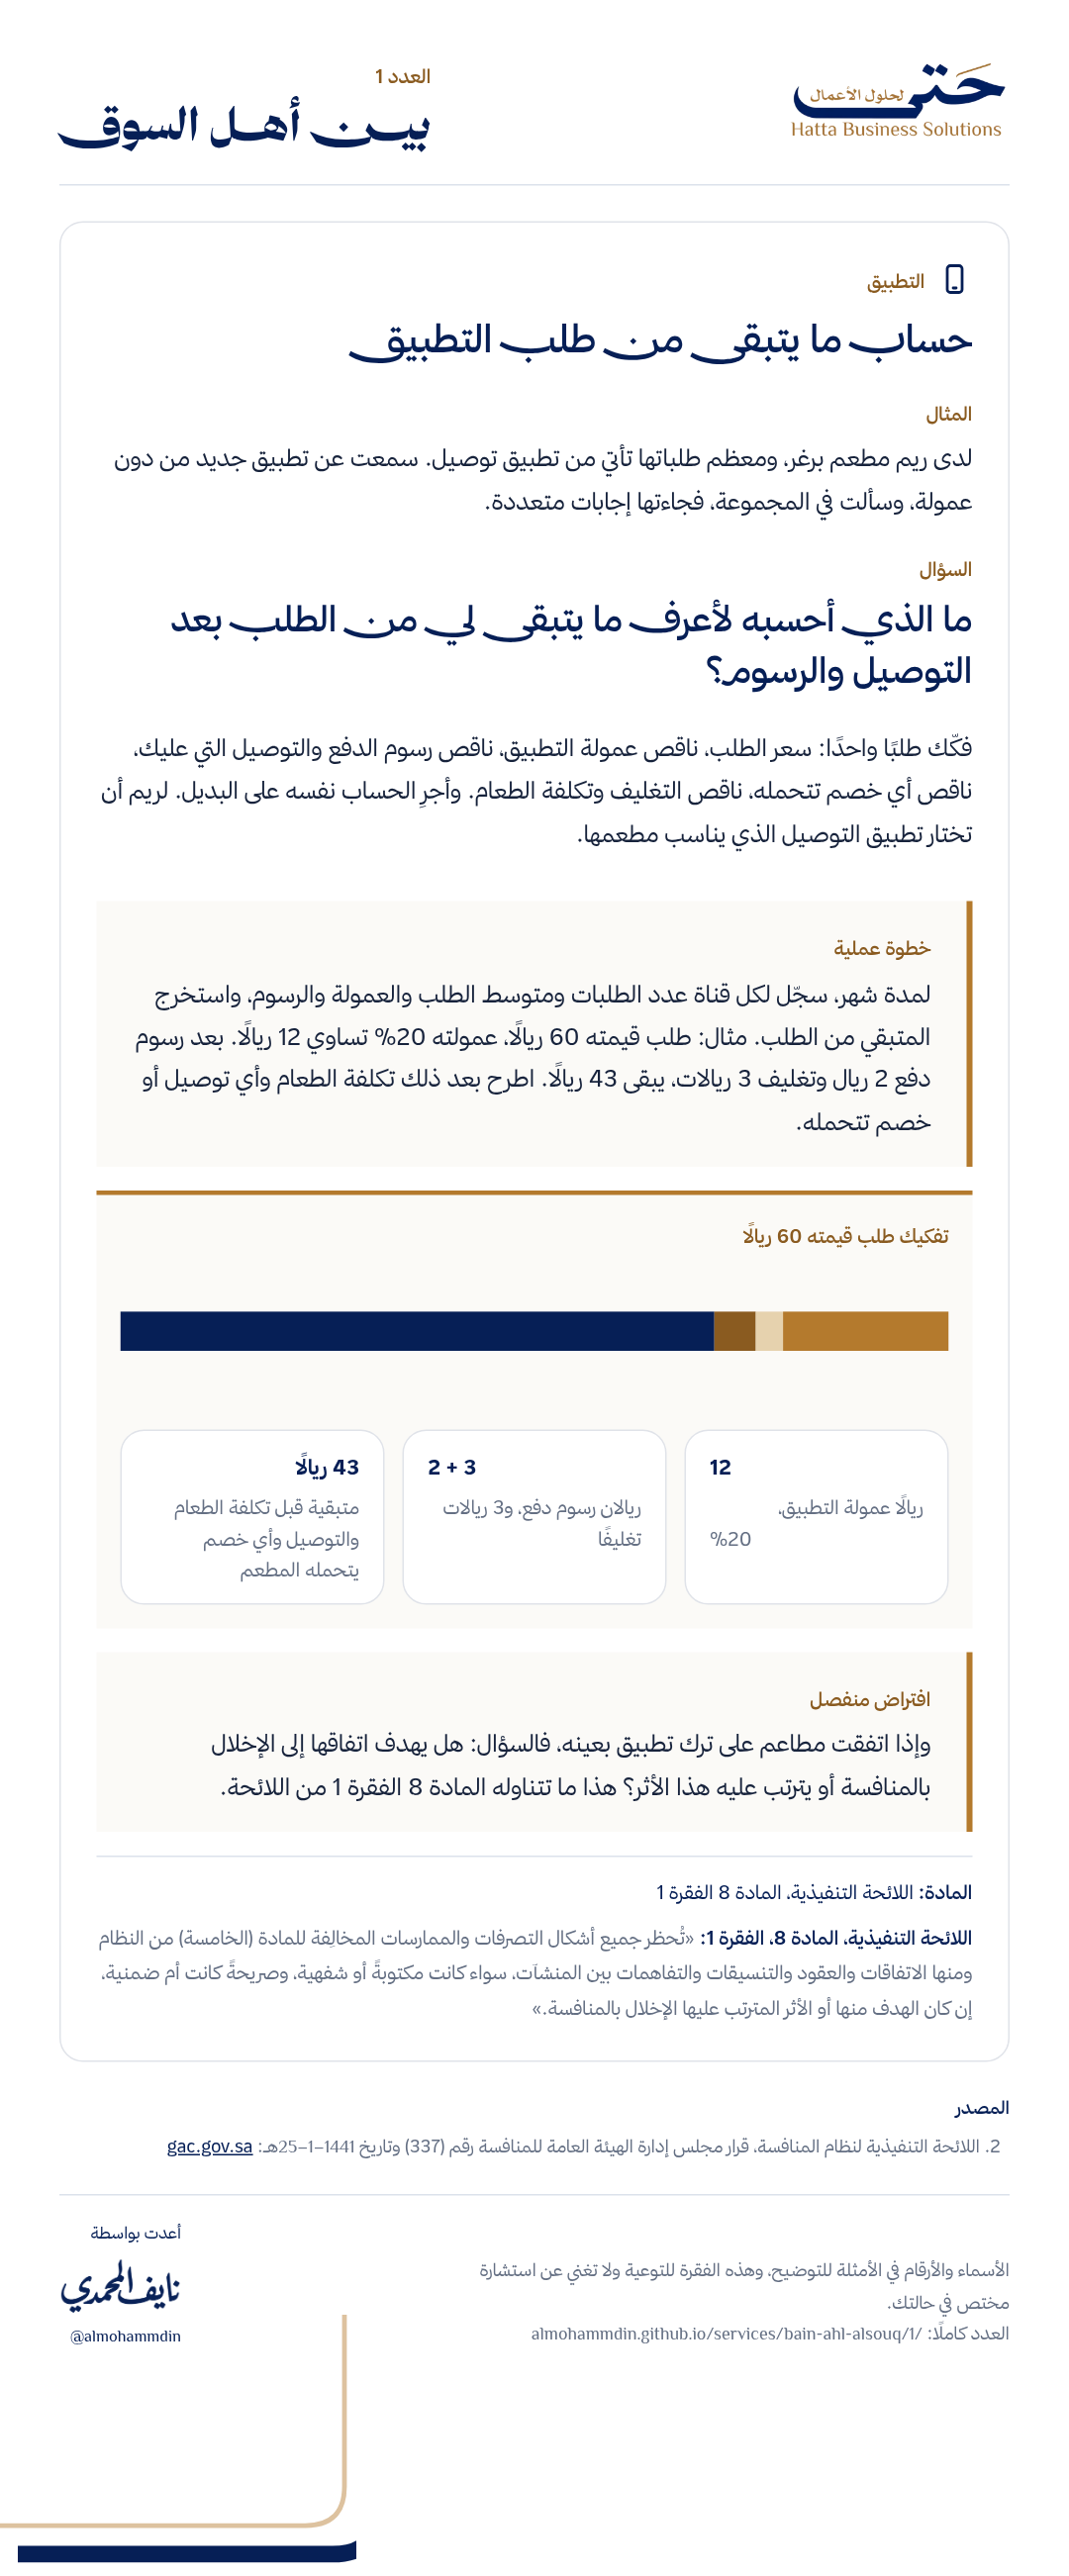 حتى
لحلول الأعمال
Hatta Business Solutions
العدد 1
بين أهل السوق
التطبيق
حساب ما يتبقى من طلب التطبيق
المثال
لدى ريم مطعم برغر، ومعظم طلباتها تأتي من تطبيق توصيل. سمعت عن تطبيق جديد من دون
عمولة، وسألت في المجموعة، فجاءتها إجابات متعددة.
السؤال
ما الذي أحسبه لأعرف ما يتبقى لي من الطلب بعد
التوصيل والرسوم؟
فكّك طلبًا واحدًا: سعر الطلب، ناقص عمولة التطبيق، ناقص رسوم الدفع والتوصيل التي عليك،
ناقص أي خصم تتحمله، ناقص التغليف وتكلفة الطعام. وأجرِ الحساب نفسه على البديل. لريم أن
تختار تطبيق التوصيل الذي يناسب مطعمها.
خطوة عملية
لمدة شهر، سجّل لكل قناة عدد الطلبات ومتوسط الطلب والعمولة والرسوم، واستخرج
المتبقي من الطلب. مثال: طلب قيمته 60 ريالًا، عمولته 20% تساوي 12 ريالًا. بعد رسوم
دفع 2 ريال وتغليف 3 ريالات، يبقى 43 ريالًا. اطرح بعد ذلك تكلفة الطعام وأي توصيل أو
خصم تتحمله.
تفكيك طلب قيمته 60 ريالًا
12
ريالًا عمولة التطبيق،
20%
2 + 3
ريالان رسوم دفع، و3 ريالات
تغليفًا
43 ريالًا
متبقية قبل تكلفة الطعام
والتوصيل وأي خصم
يتحمله المطعم
افتراض منفصل
وإذا اتفقت مطاعم على ترك تطبيق بعينه، فالسؤال: هل يهدف اتفاقها إلى الإخلال
بالمنافسة أو يترتب عليه هذا الأثر؟ هذا ما تتناوله المادة 8 الفقرة 1 من اللائحة.
المادة: اللائحة التنفيذية، المادة 8 الفقرة 1
اللائحة التنفيذية، المادة 8، الفقرة 1: «تُحظر جميع أشكال التصرفات والممارسات المخالِفة للمادة (الخامسة) من النظام
ومنها الاتفاقات والعقود والتنسيقات والتفاهمات بين المنشآت، سواء كانت مكتوبةً أو شفهية، وصريحةً كانت أم ضمنية،
إن كان الهدف منها أو الأثر المترتب عليها الإخلال بالمنافسة.»
المصدر
2. اللائحة التنفيذية لنظام المنافسة، قرار مجلس إدارة الهيئة العامة للمنافسة رقم (337) وتاريخ 25–1–1441هـ: gac.gov.sa
الأسماء والأرقام في الأمثلة للتوضيح، وهذه الفقرة للتوعية ولا تغني عن استشارة
مختص في حالتك.
العدد كاملًا: almohammdin.github.io/services/bain-ahl-alsouq/1/
أعدت بواسطة
نايف المحمدي
@almohammdin